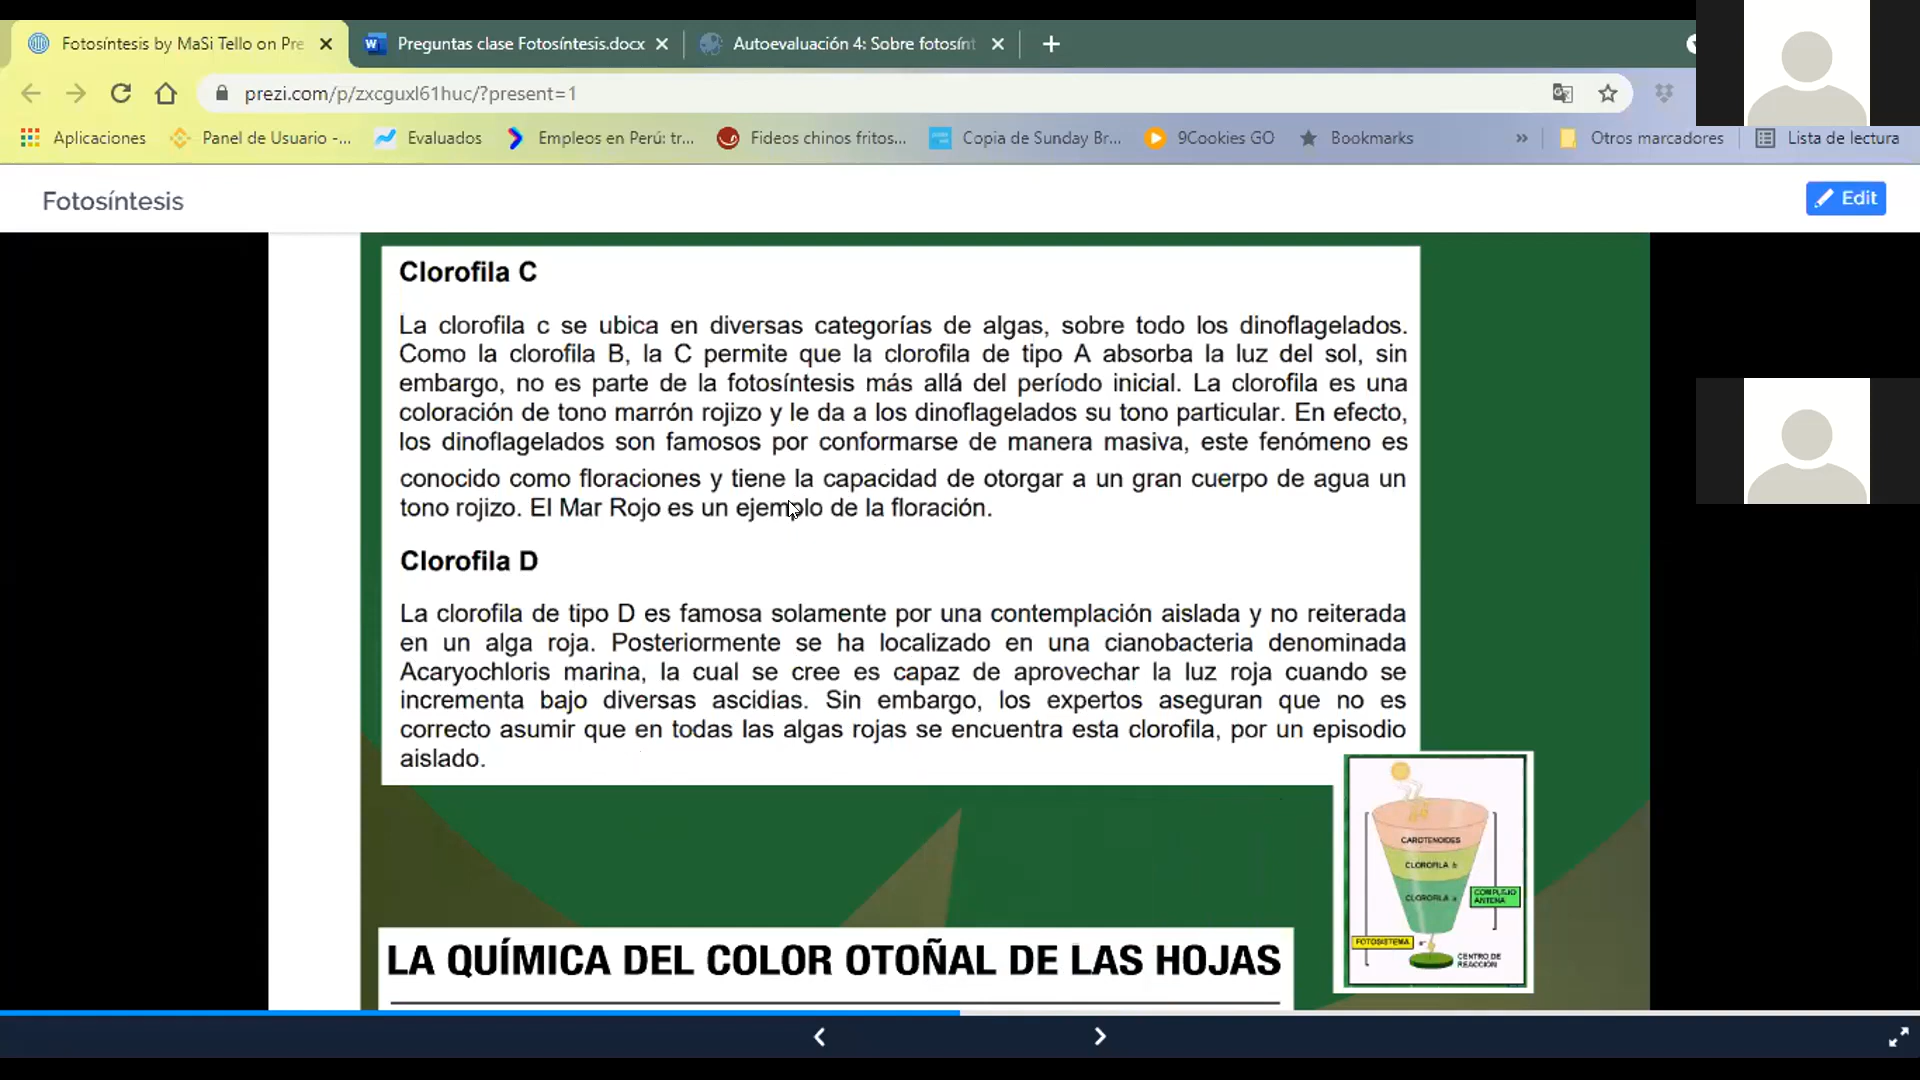 Fotosíntesis by MaSi Tello on Pre
Preguntas clase Fotosíntesis.docx
Autoevaluación 4: Sobre fotosínt
prezi.com/p/zxcguxl61huc/?present=1
Aplicaciones
Panel de Usuario -...
Evaluados
Empleos en Perú: tr...
Fideos chinos fritos...
Copia de Sunday Br...
9Cookies GO
Bookmarks
Otros marcadores
Lista de lectura
Fotosíntesis
Edit
Clorofila C
La clorofila c se ubica en diversas categorías de algas, sobre todo los dinoflagelados.
Como la clorofila B, la C permite que la clorofila de tipo A absorba la luz del sol, sin
embargo, no es parte de la fotosíntesis más allá del período inicial. La clorofila es una
coloración de tono marrón rojizo y le da a los dinoflagelados su tono particular. En efecto,
los dinoflagelados son famosos por conformarse de manera masiva, este fenómeno es
conocido como floraciones y tiene la capacidad de otorgar a un gran cuerpo de agua un
tono rojizo. El Mar Rojo es un ejemplo de la floración.
Clorofila D
La clorofila de tipo D es famosa solamente por una contemplación aislada y no reiterada
en un alga roja. Posteriormente se ha localizado en una cianobacteria denominada
Acaryochloris marina, la cual se cree es capaz de aprovechar la luz roja cuando se
incrementa bajo diversas ascidias. Sin embargo, los expertos aseguran que no es
correcto asumir que en todas las algas rojas se encuentra esta clorofila, por un episodio
aislado.
CAROTENOIDES
CLOROFILA b
CLOROFILA a
COMPLEJO
ANTENA
FOTOSISTEMA
e⁻
CENTRO DE
REACCIÓN
LA QUÍMICA DEL COLOR OTOÑAL DE LAS HOJAS